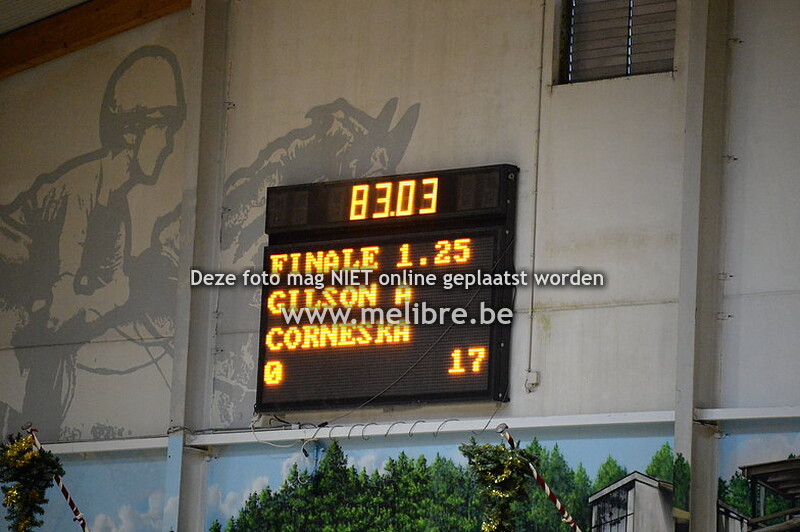 83.03
FINALE 1.25
Deze foto mag NIET online geplaatst worden
GILSON A
www.melibre.be
CORNESKA
0 17